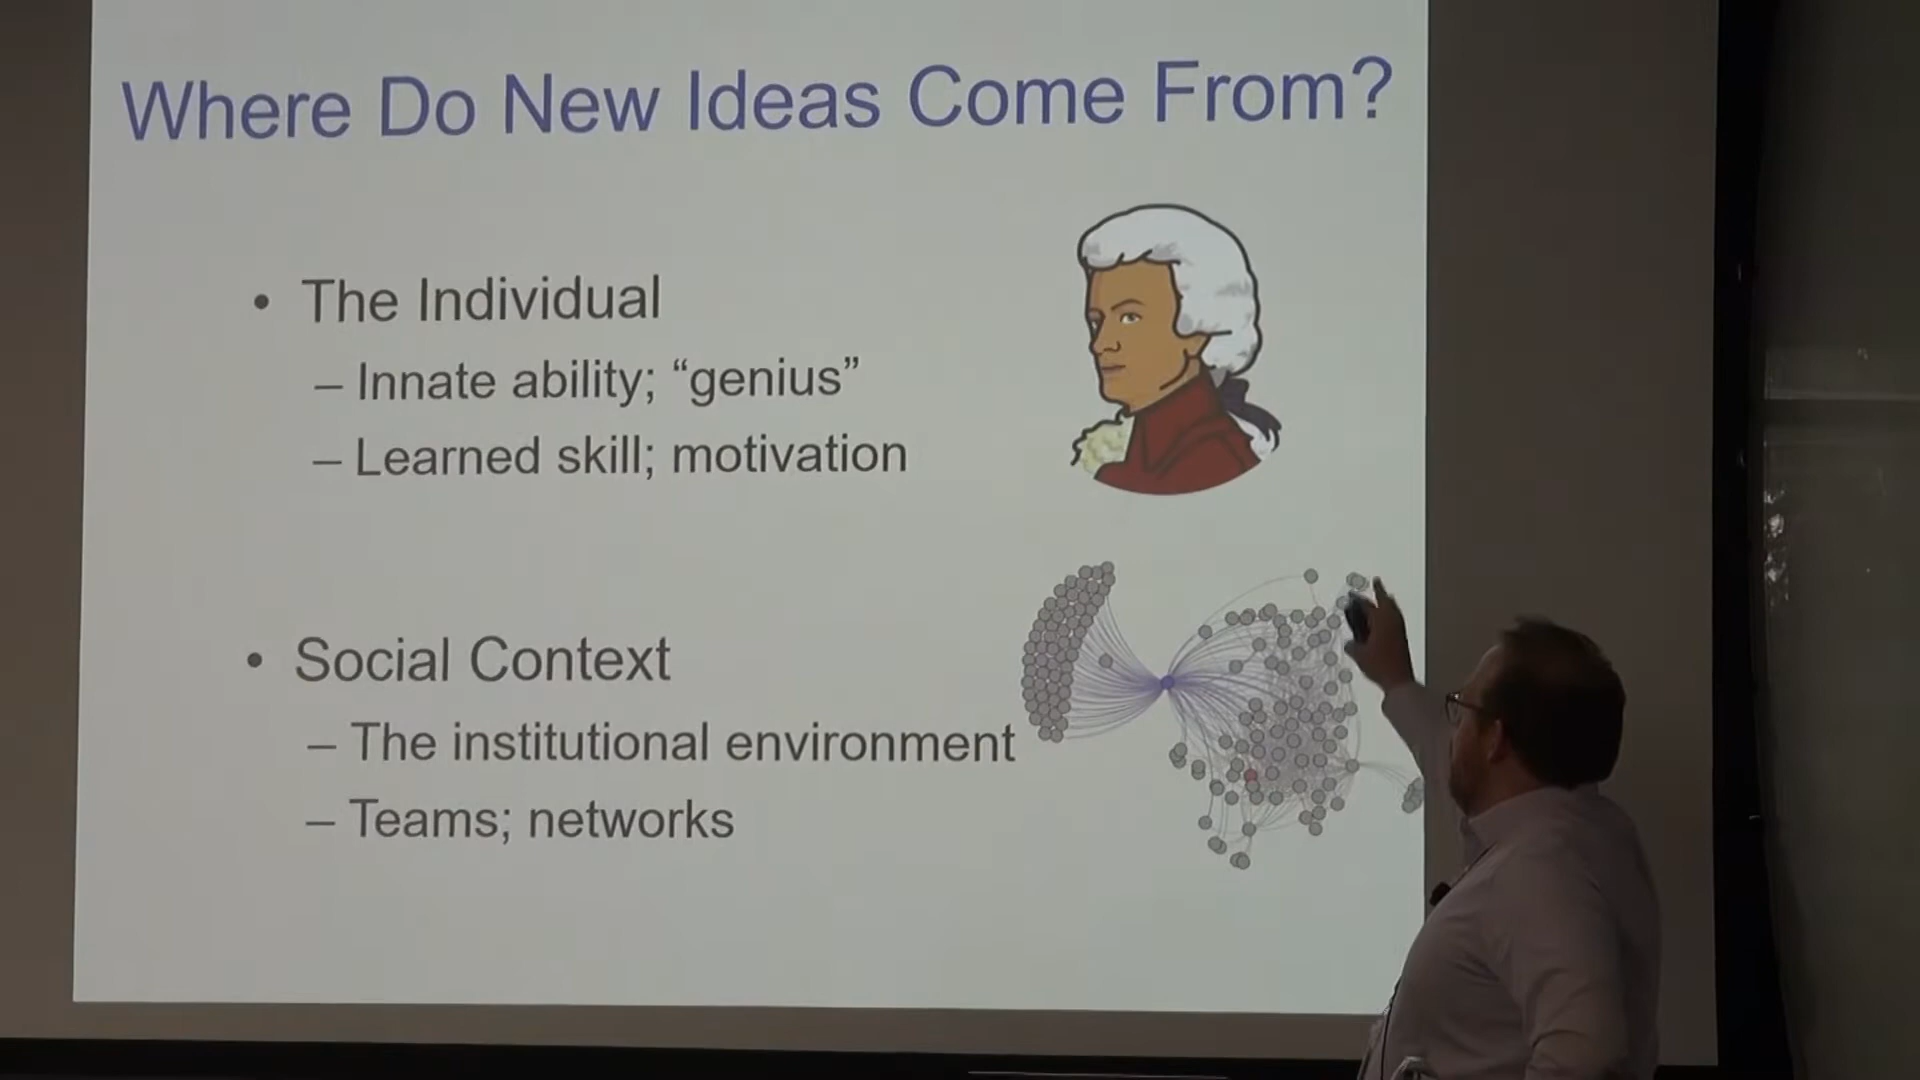 Where Do New Ideas Come From?
• The Individual
– Innate ability; “genius”
– Learned skill; motivation
• Social Context
– The institutional environment
– Teams; networks